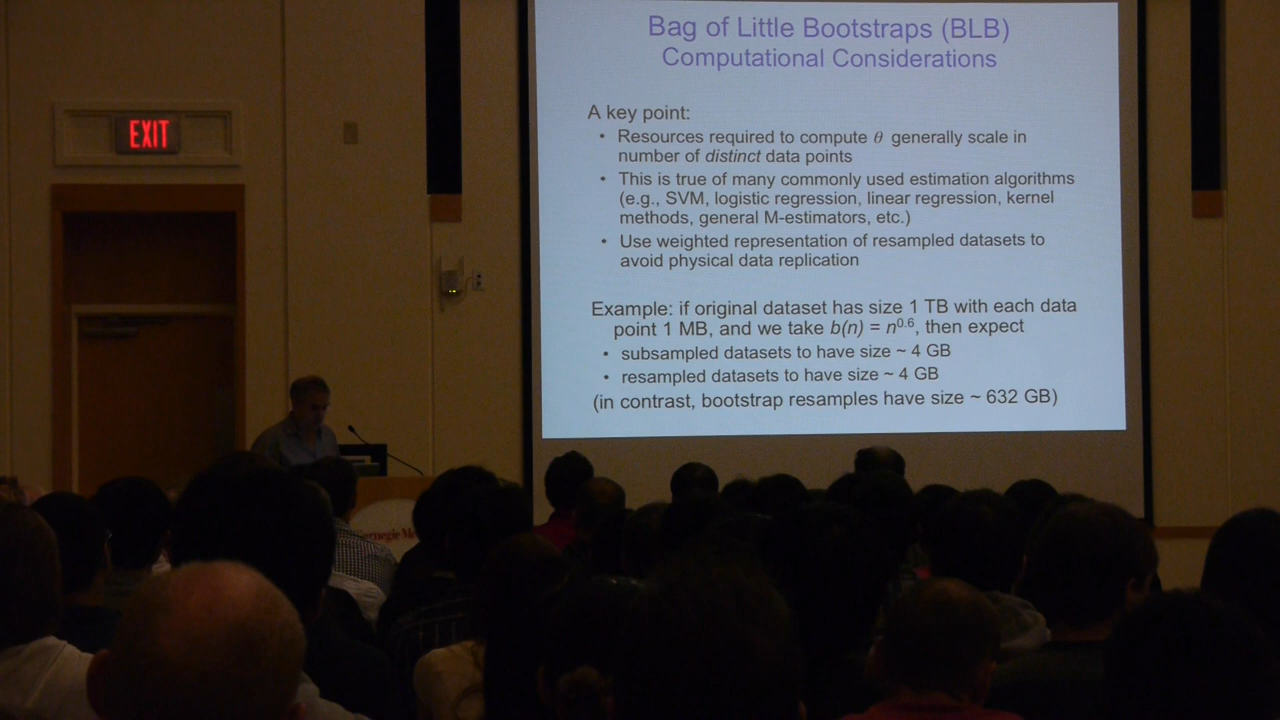 Bag of Little Bootstraps (BLB)
Computational Considerations
EXIT
A key point:
• Resources required to compute θ generally scale in
number of distinct data points
• This is true of many commonly used estimation algorithms
(e.g., SVM, logistic regression, linear regression, kernel
methods, general M-estimators, etc.)
• Use weighted representation of resampled datasets to
avoid physical data replication
Example: if original dataset has size 1 TB with each data
point 1 MB, and we take b(n) = n^0.6, then expect
• subsampled datasets to have size ~ 4 GB
• resampled datasets to have size ~ 4 GB
(in contrast, bootstrap resamples have size ~ 632 GB)